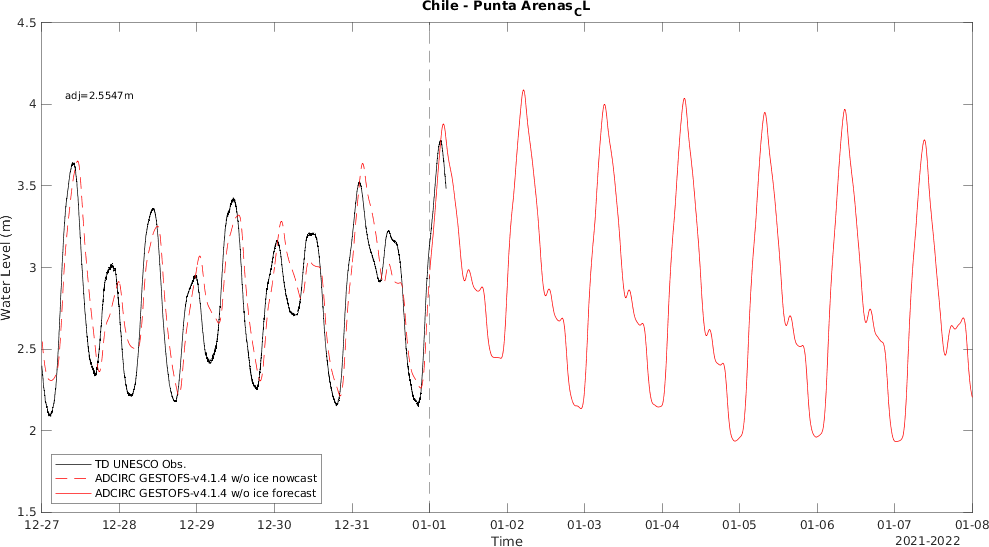 Chile - Punta Arenas_CL
4.5
4
3.5
3
2.5
2
1.5
Water Level (m)
adj=2.5547m
TD UNESCO Obs.
ADCIRC GESTOFS-v4.1.4 w/o ice nowcast
ADCIRC GESTOFS-v4.1.4 w/o ice forecast
12-27 12-28 12-29 12-30 12-31 01-01 01-02 01-03 01-04 01-05 01-06 01-07 01-08
Time
2021-2022